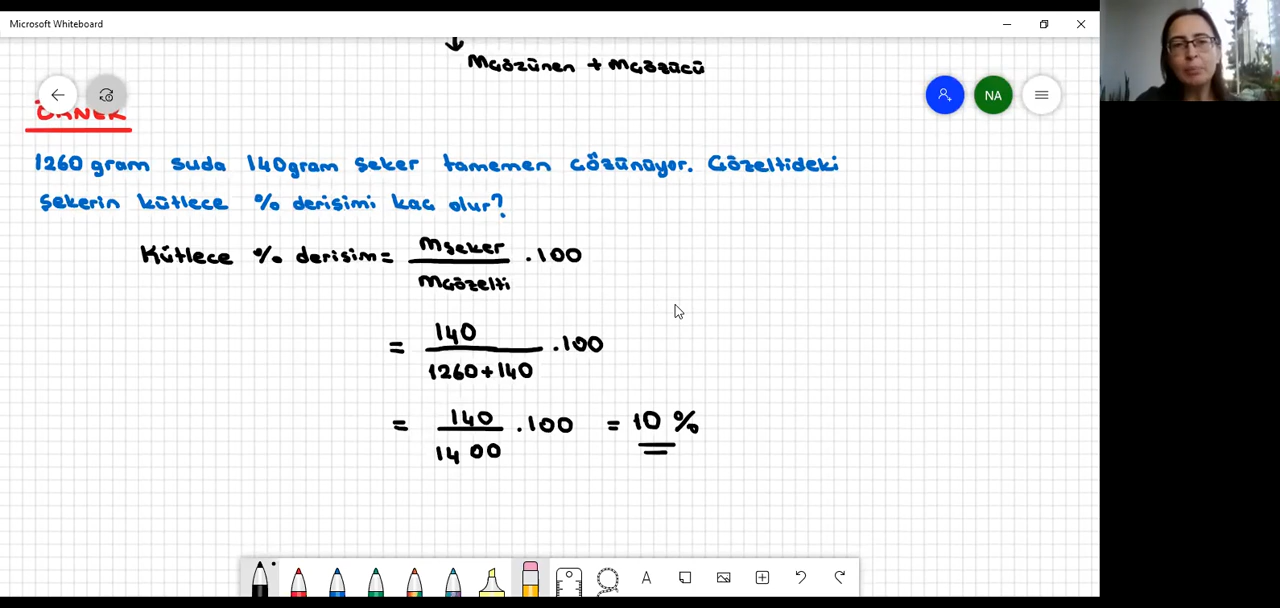 Microsoft Whiteboard
mçözünen + mçözücü
ÖRNEK
NA
1260 gram suda 140gram şeker tamemen çözünüyor. Çözeltideki
şekerin kütlece % derişimi kaç olur?
Kütlece % derişim = mşeker / mçözelti . 100
= 140 / 1260+140 . 100
= 140 / 1400 . 100 = 10 %
A